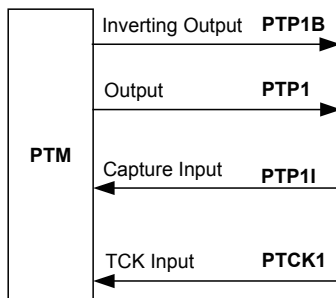 Inverting Output PTP1B
Output PTP1
PTM
Capture Input PTP1I
TCK Input PTCK1